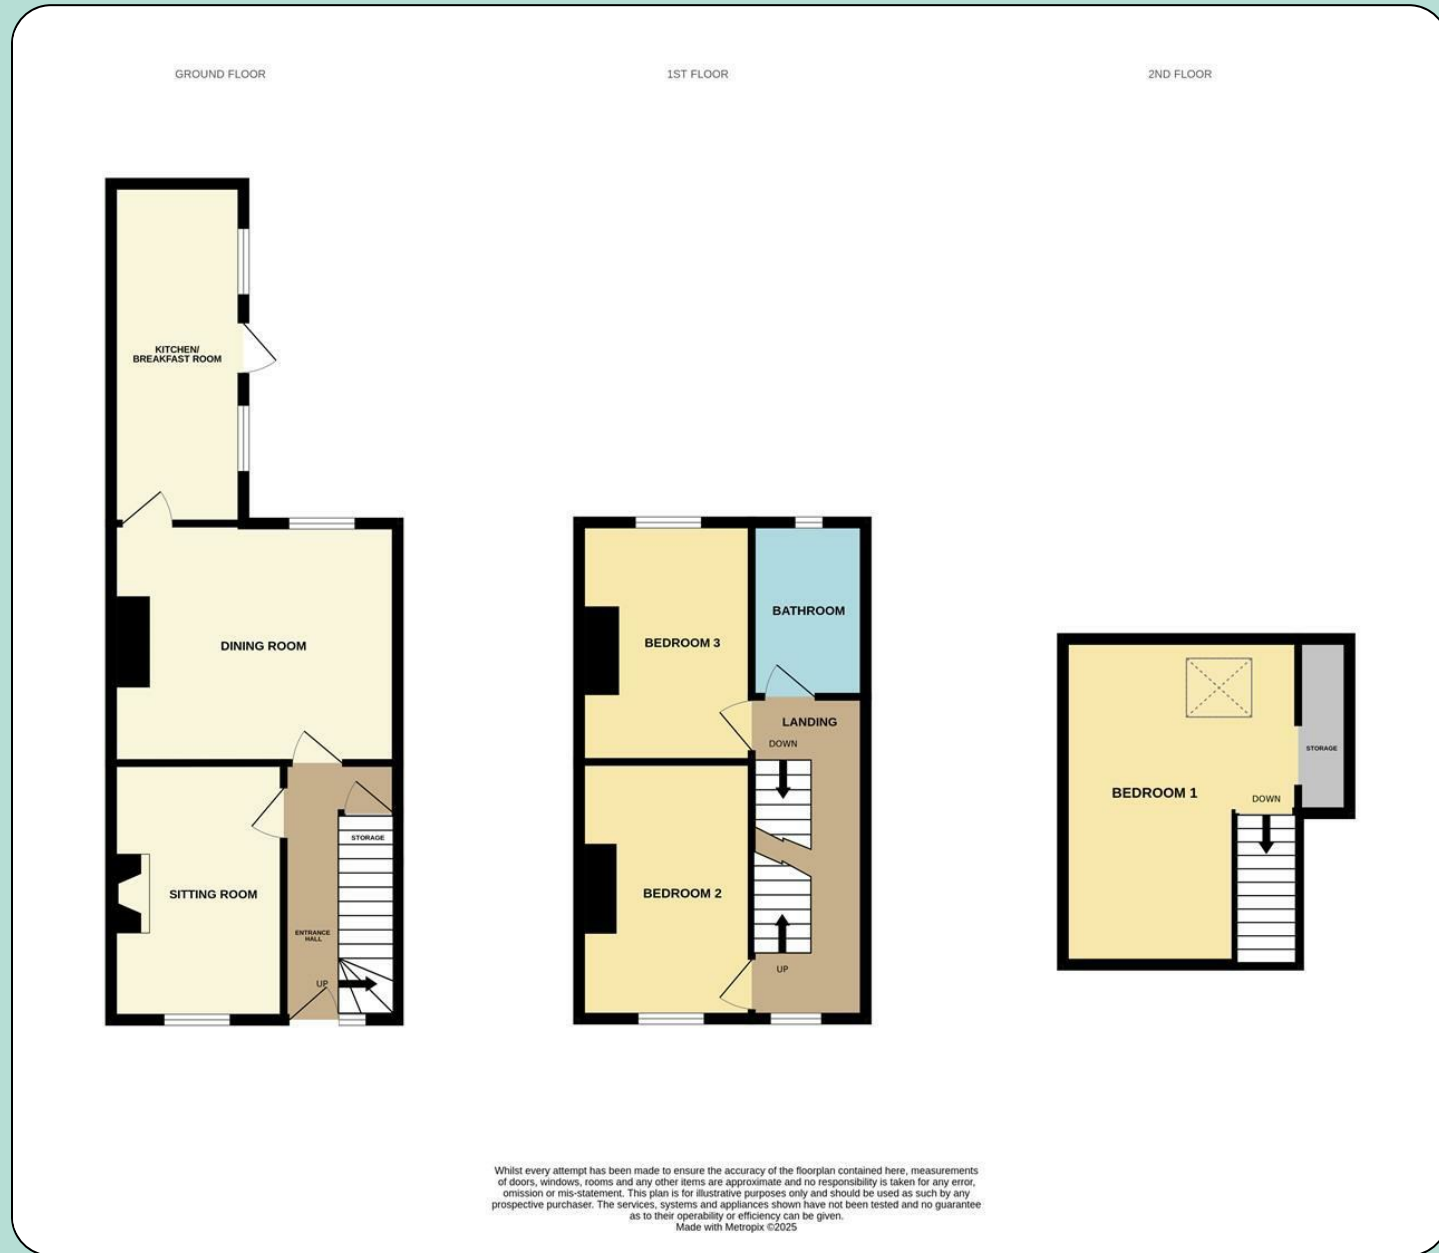 GROUND FLOOR
1ST FLOOR
2ND FLOOR
KITCHEN/
BREAKFAST ROOM
DINING ROOM
STORAGE
SITTING ROOM
ENTRANCE
HALL
UP
BEDROOM 3
BATHROOM
LANDING
DOWN
BEDROOM 2
UP
STORAGE
BEDROOM 1
DOWN
Whilst every attempt has been made to ensure the accuracy of the floorplan contained here, measurements
of doors, windows, rooms and any other items are approximate and no responsibility is taken for any error,
omission or mis-statement. This plan is for illustrative purposes only and should be used as such by any
prospective purchaser. The services, systems and appliances shown have not been tested and no guarantee
as to their operability or efficiency can be given.
Made with Metropix ©2025